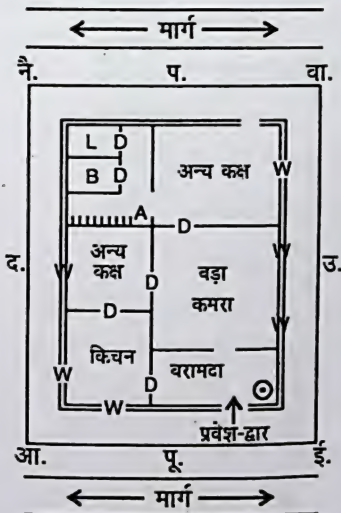 मार्ग
नै. प. वा.
L D
B D
अन्य कक्ष W
A
D
अन्य कक्ष
W
द.
W D
बड़ा कमरा
उ.
D
W
किचन
W
बरामदा
D
W
प्रवेश-द्वार
आ. पू. ई.
मार्ग